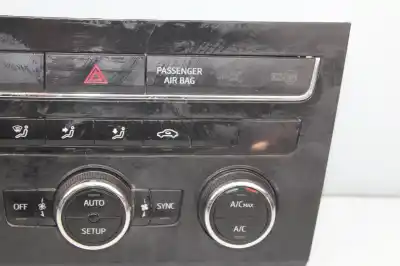 PASSENGER
AIR BAG
OFF
AUTO
SETUP
SYNC
A/C MAX
A/C